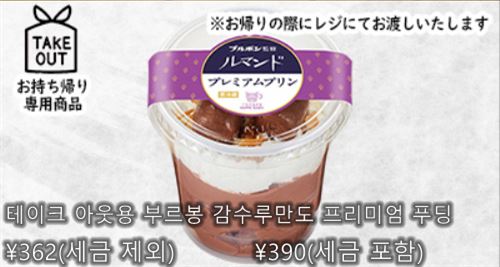 TAKE
OUT
お持ち帰り
専用商品
※お帰りの際にレジにてお渡しいたします
ブルボン監修
ルマンド
プレミアムプリン
테이크 아웃용 부르봉 감수루만도 프리미엄 푸딩
¥362(세금 제외) ¥390(세금 포함)